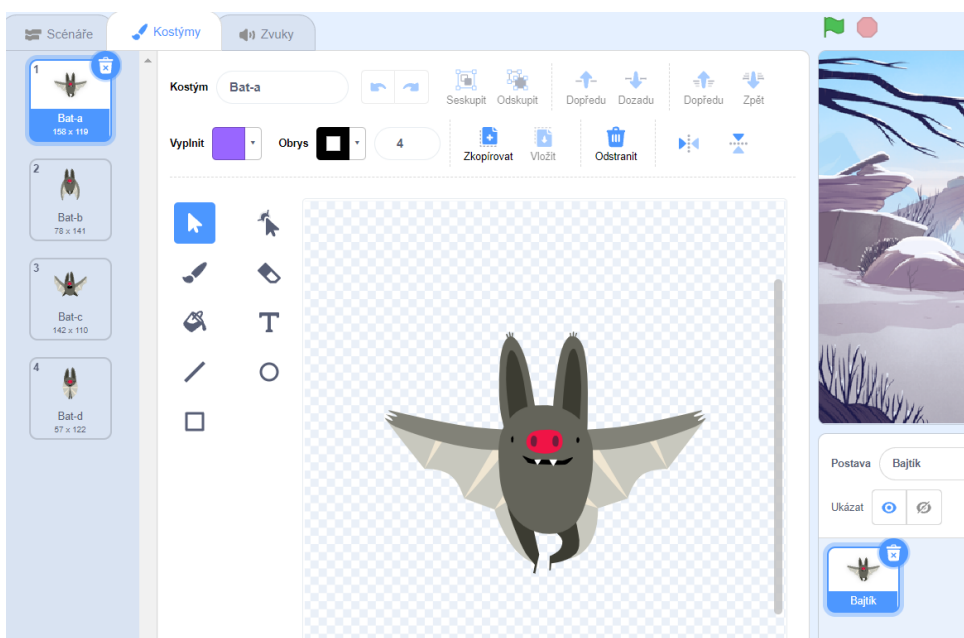 Scénáře
Kostýmy
Zvuky
1
Bat-a
158 x 119
2
Bat-b
78 x 141
3
Bat-c
142 x 110
4
Bat-d
57 x 122
Kostým Bat-a
Seskupit Odskupit Dopředu Dozadu Dopředu Zpět
Vyplnit Obrys 4
Zkopírovat Vložit Odstranit
T
Postava Bajtík
Ukázat
Bajtík